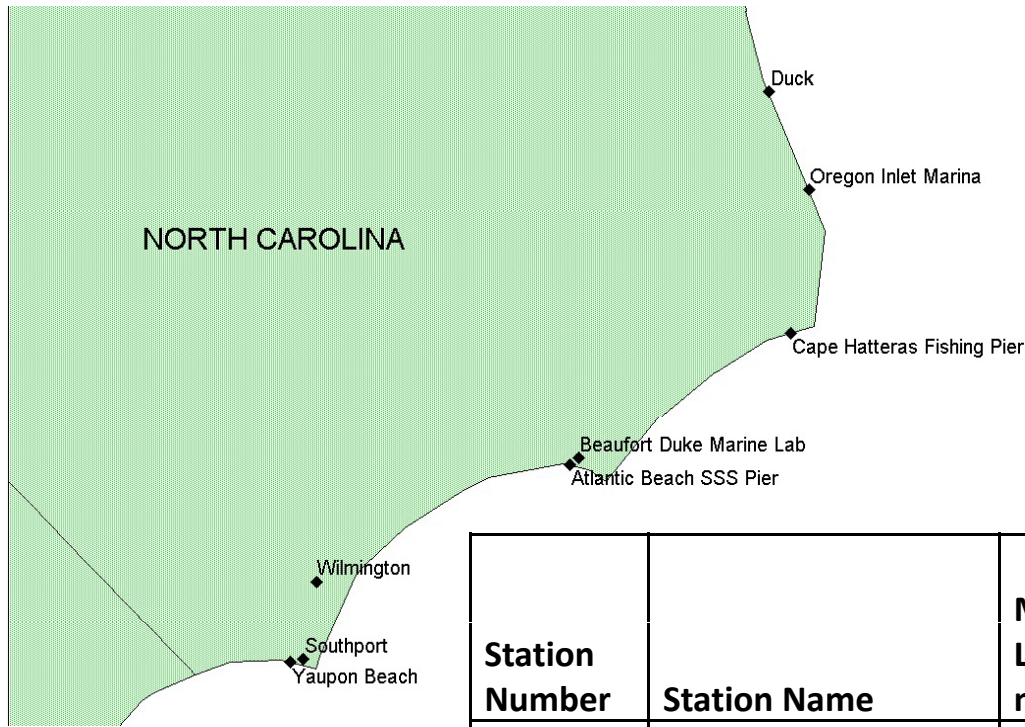 Duck
Oregon Inlet Marina
NORTH CAROLINA
Cape Hatteras Fishing Pier
Beaufort Duke Marine Lab
Atlantic Beach SSS Pier
Wilmington
Southport
Yaupon Beach
Station
Number
Station Name